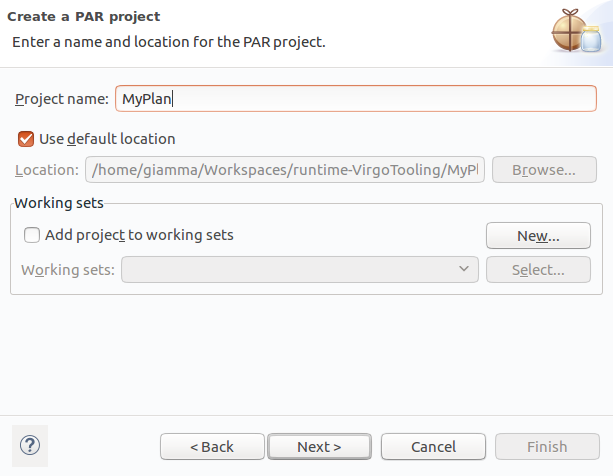 Create a PAR project
Enter a name and location for the PAR project.
Project name: MyPlan
Use default location
Location: /home/giamma/Workspaces/runtime-VirgoTooling/MyPl Browse...
Working sets
Add project to working sets New...
Working sets: Select...
? < Back Next > Cancel Finish